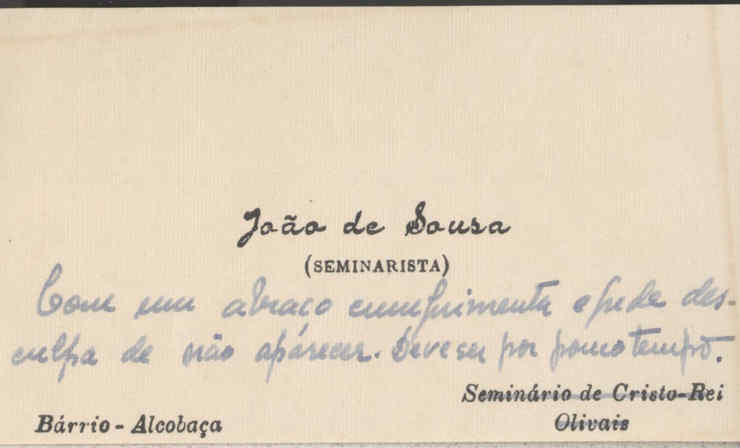 João de Sousa
(SEMINARISTA)
Com um abraço cumprimenta e pede des-
culpa de não aparecer. Deve ser por pouco tempo.
Seminário de Cristo-Rei
Olivais
Bárrio - Alcobaça